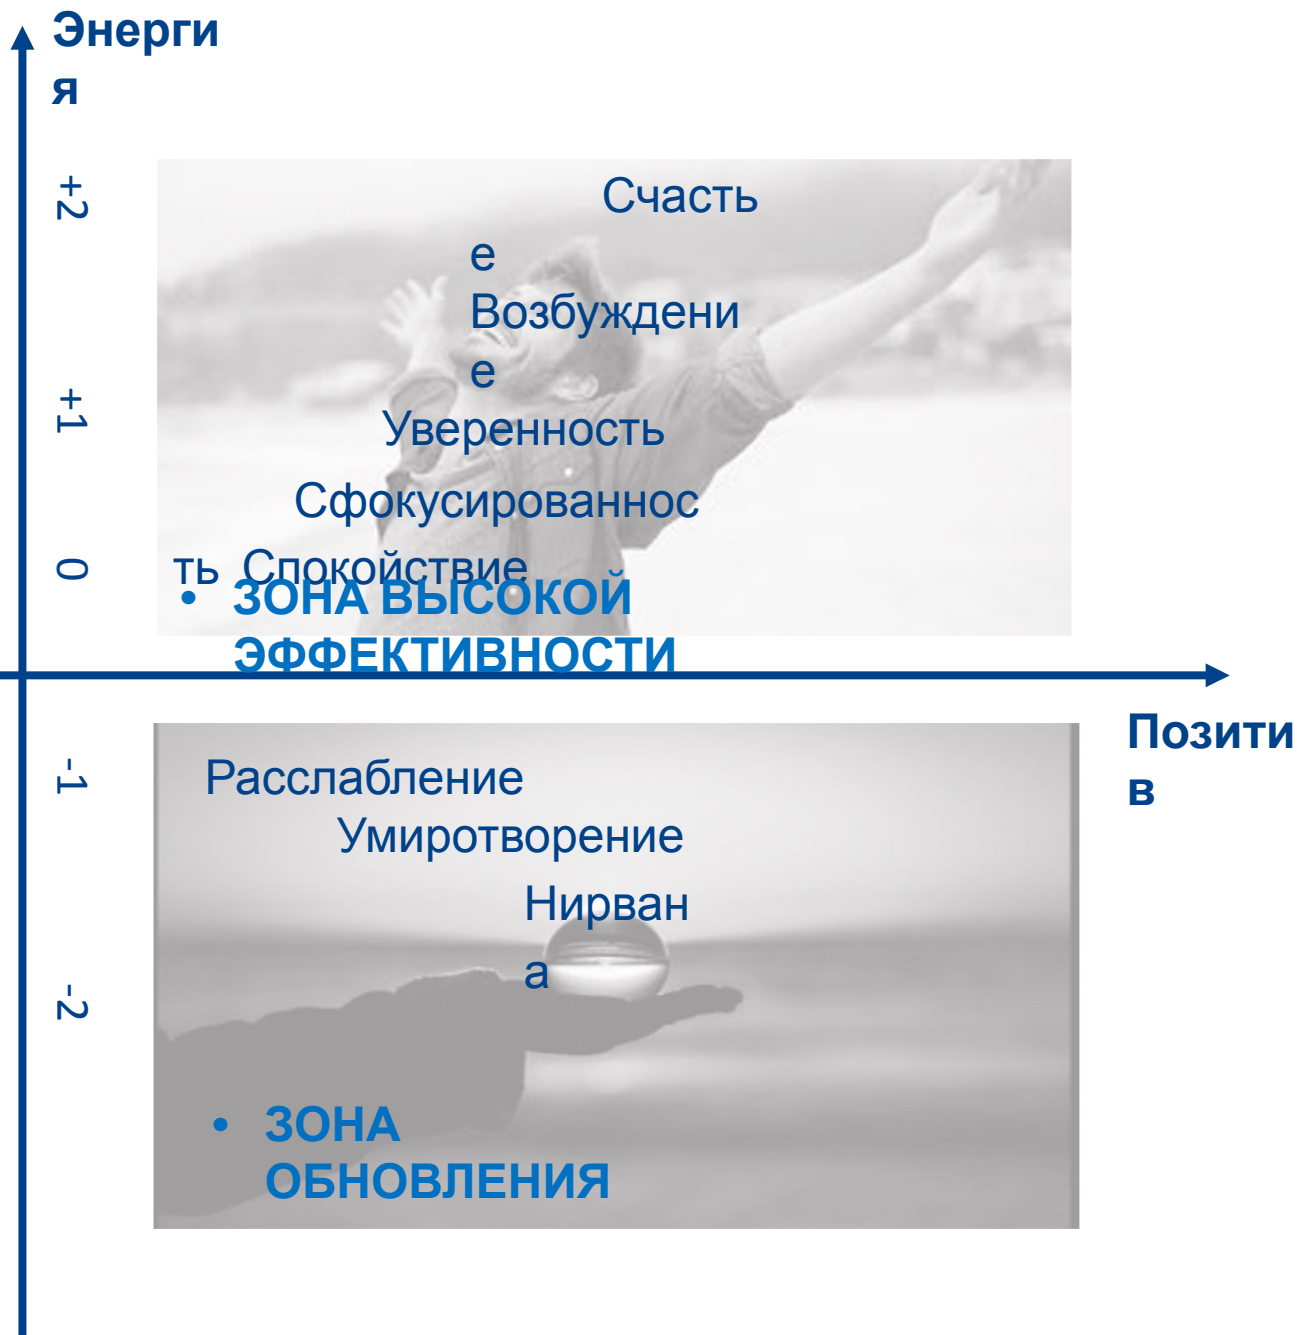 Энерги
я
+2
Счасть
е
Возбуждени
е
+1
Уверенность
Сфокусированнос
0
ть Спокойствие
• ЗОНА ВЫСОКОЙ
ЭФФЕКТИВНОСТИ
Позити
в
-1
Расслабление
Умиротворение
Нирван
а
-2
• ЗОНА
ОБНОВЛЕНИЯ